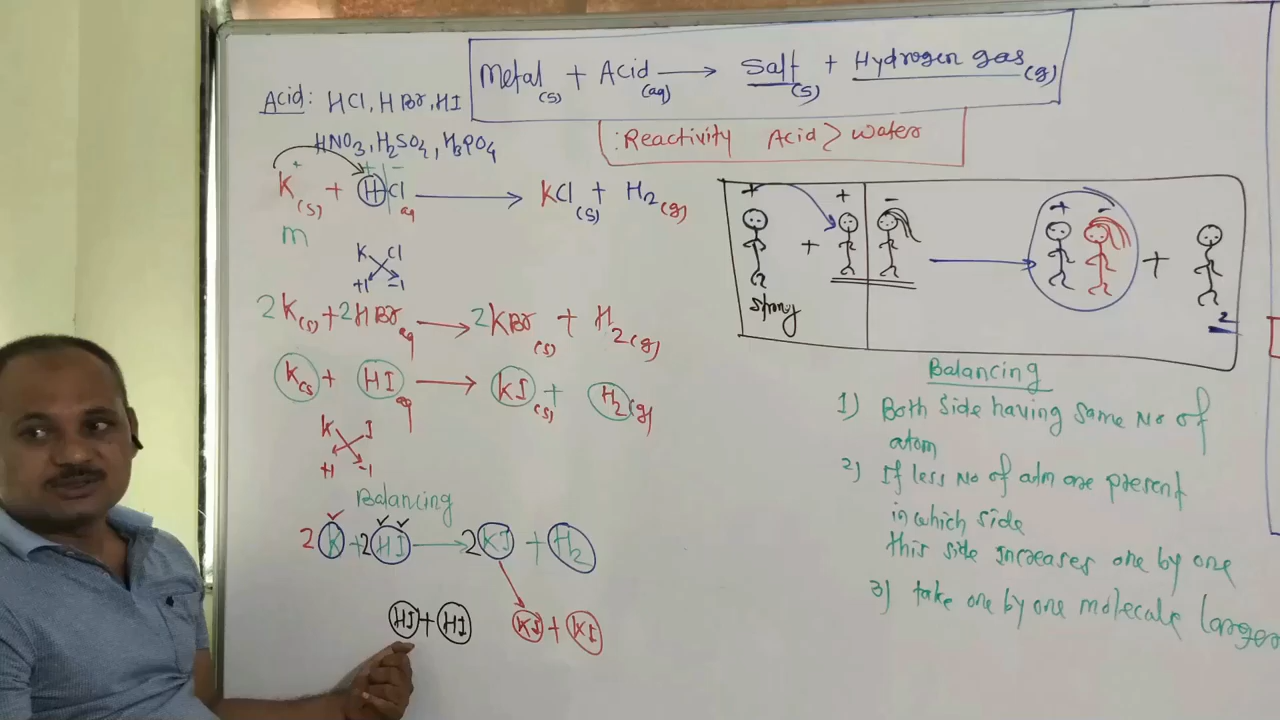 Metal(s) + Acid(aq) → Salt(s) + Hydrogen gas(g)
Acid: HCl, HBr, HI
HNO3, H2SO4, H3PO4
:Reactivity Acid > water
+ + -
K(s) + HCl aq → KCl(s) + H2(g)
m
K Cl
+1 -1
2K(s) + 2HBr aq → 2KBr(s) + H2(g)
K(s + HI aq → KI(s) + H2(g)
K I
+1 -1
Balancing
2K + 2HI → 2KI + H2
HI + HI KI + KI
+ + - + -
+ → +
strong 2
Balancing
1) Both Side having Same No of
atom
2) If less No of atm are present
in which side
this side increases one by one
3) take one by one molecule longer